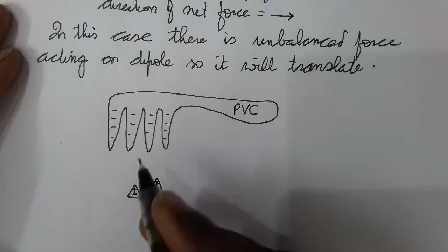 direction of net force = →
In this case there is unbalanced force
acting on dipole so it will translate.
PVC